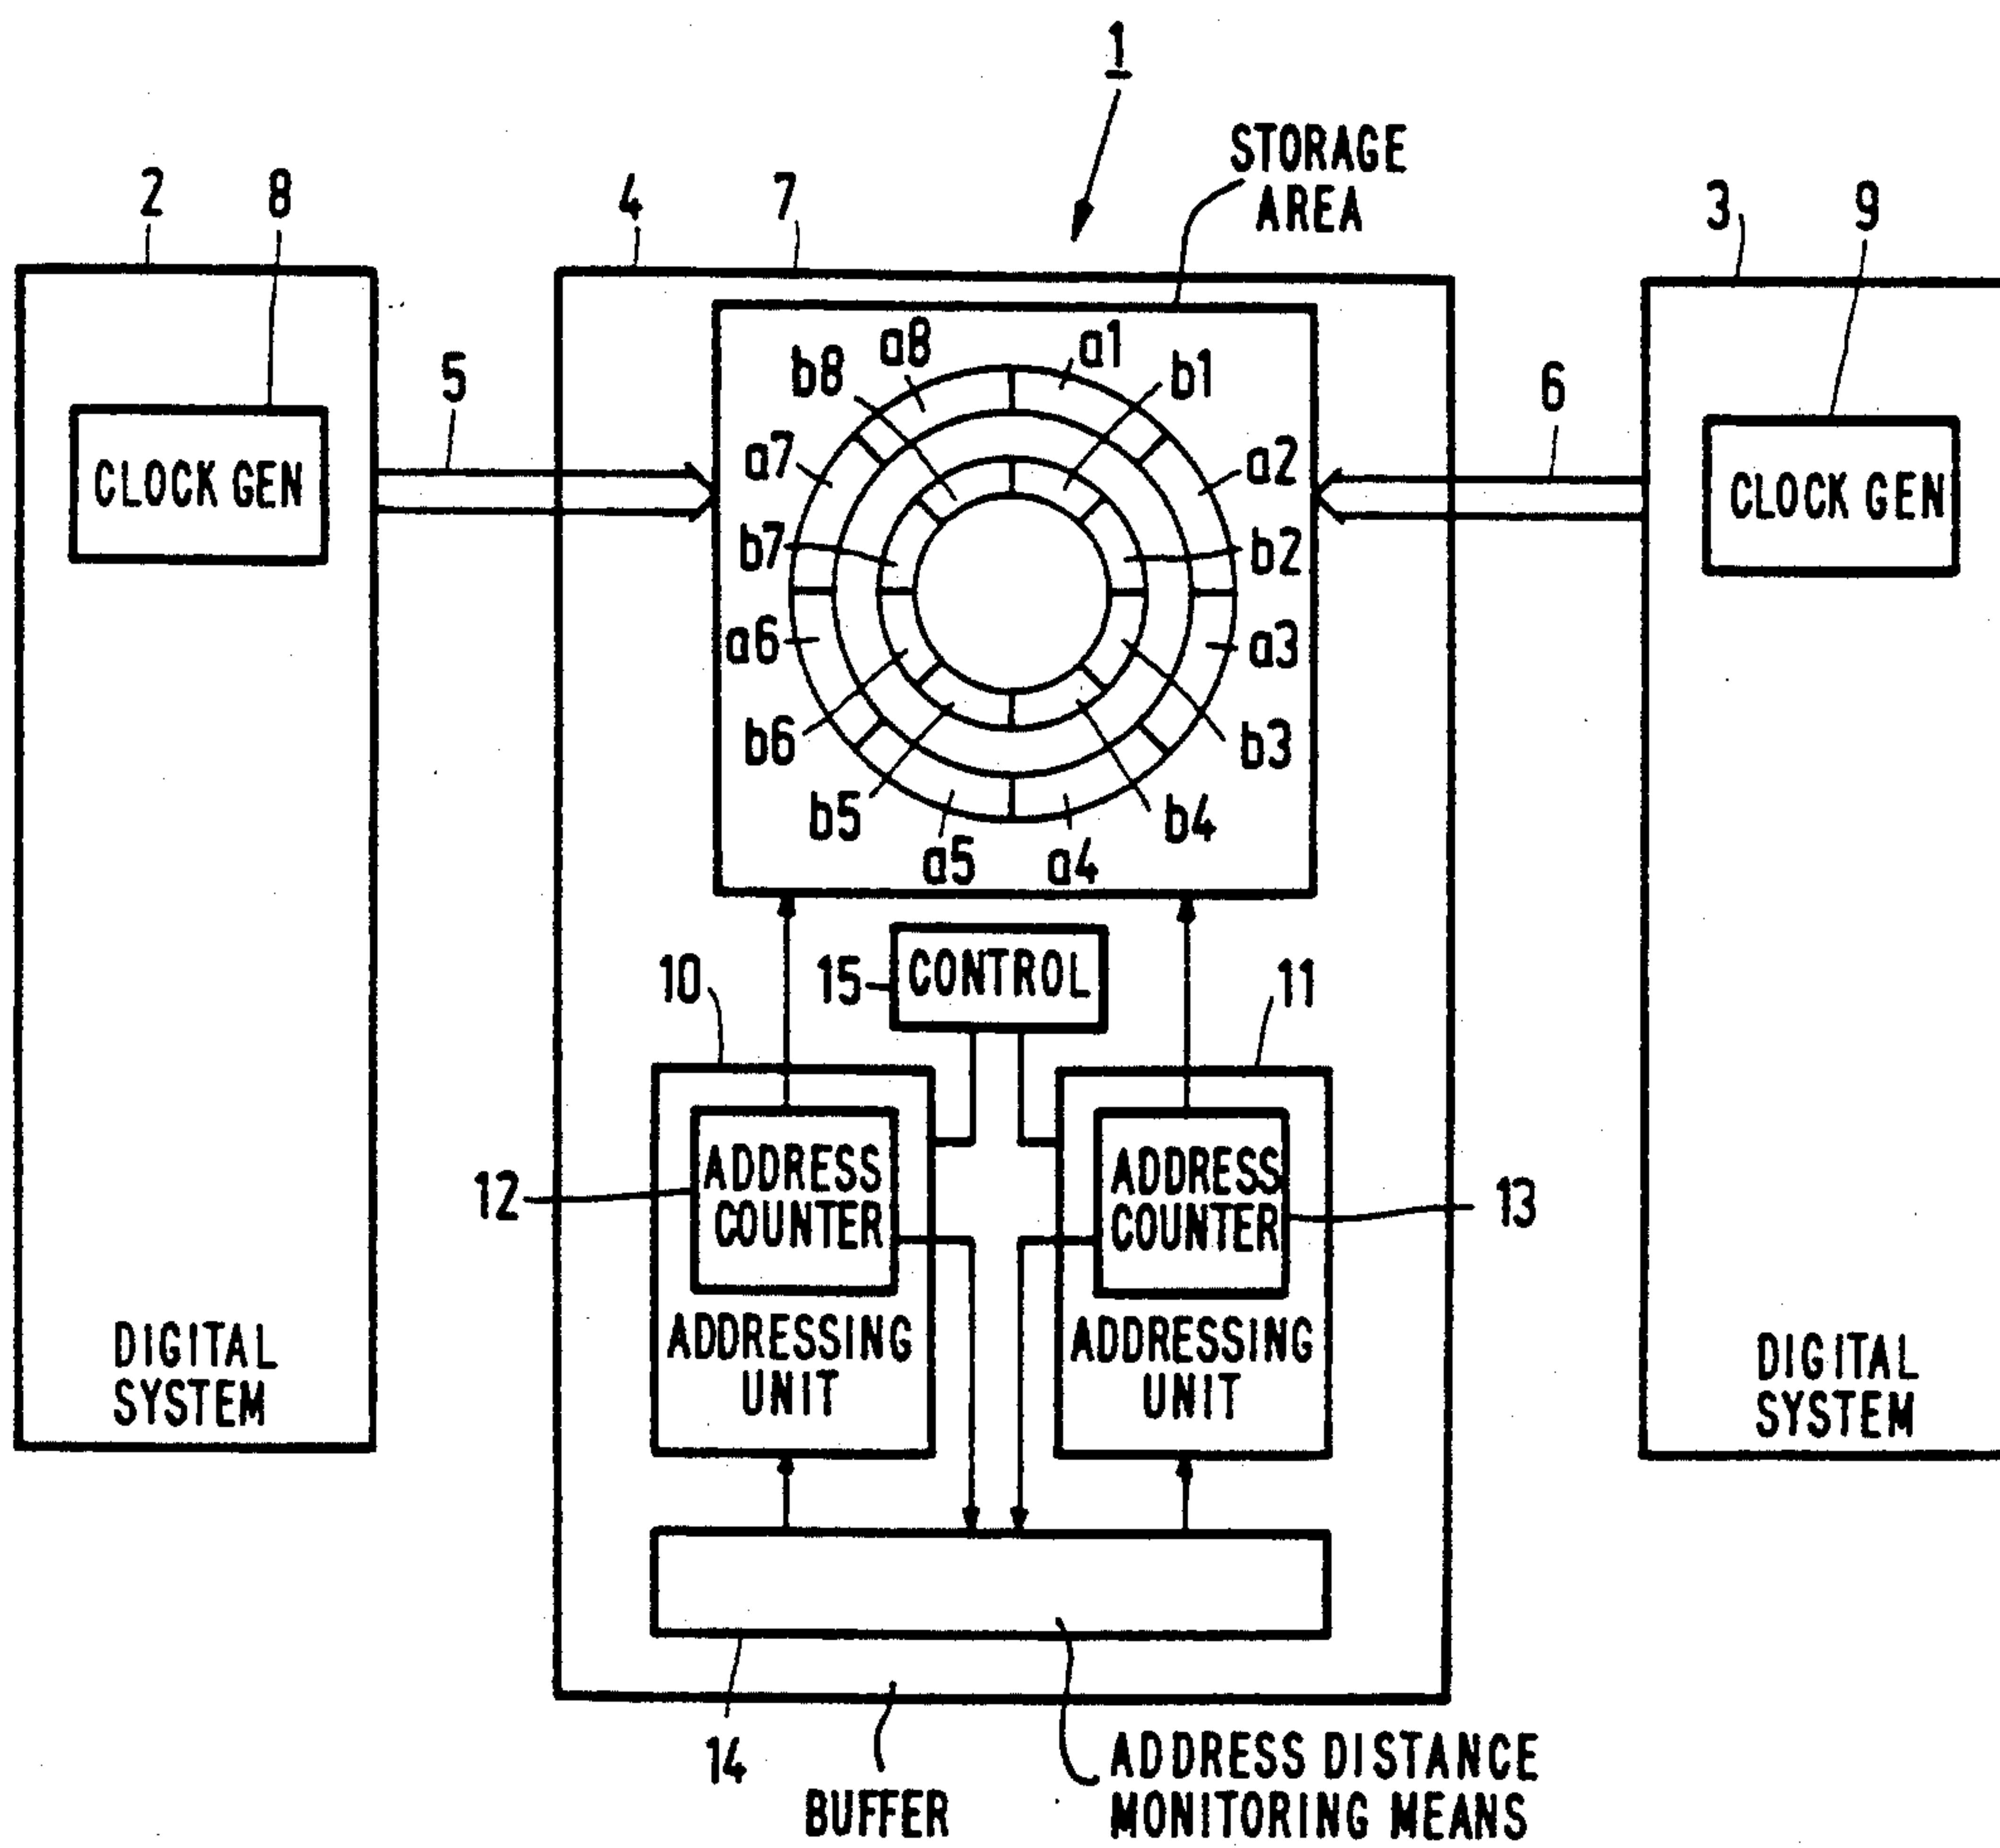 1
STORAGE
AREA
2
8
4
7
3
9
5
6
a8
a1
b8
b1
a7
a2
CLOCK GEN
CLOCK GEN
b7
b2
a6
a3
b6
b3
b5
b4
a5
a4
10
15
CONTROL
11
12
ADDRESS
COUNTER
ADDRESS
COUNTER
13
ADDRESSING
UNIT
ADDRESSING
UNIT
DIGITAL
SYSTEM
DIGITAL
SYSTEM
14
BUFFER
ADDRESS DISTANCE
MONITORING MEANS